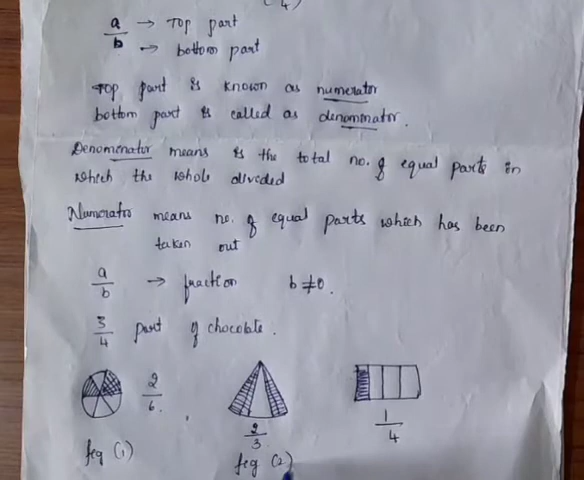 a/b → Top part
→ bottom part
Top part is known as numerator
bottom part is called as denominator.
Denomenator means is the total no. of equal parts in
which the whole divided
Numerator means no. of equal parts which has been
taken out
a/b → fraction b ≠ 0.
3/4 part of chocolate.
2/6 ,
2/3
1/4
fig (1)
fig (2)